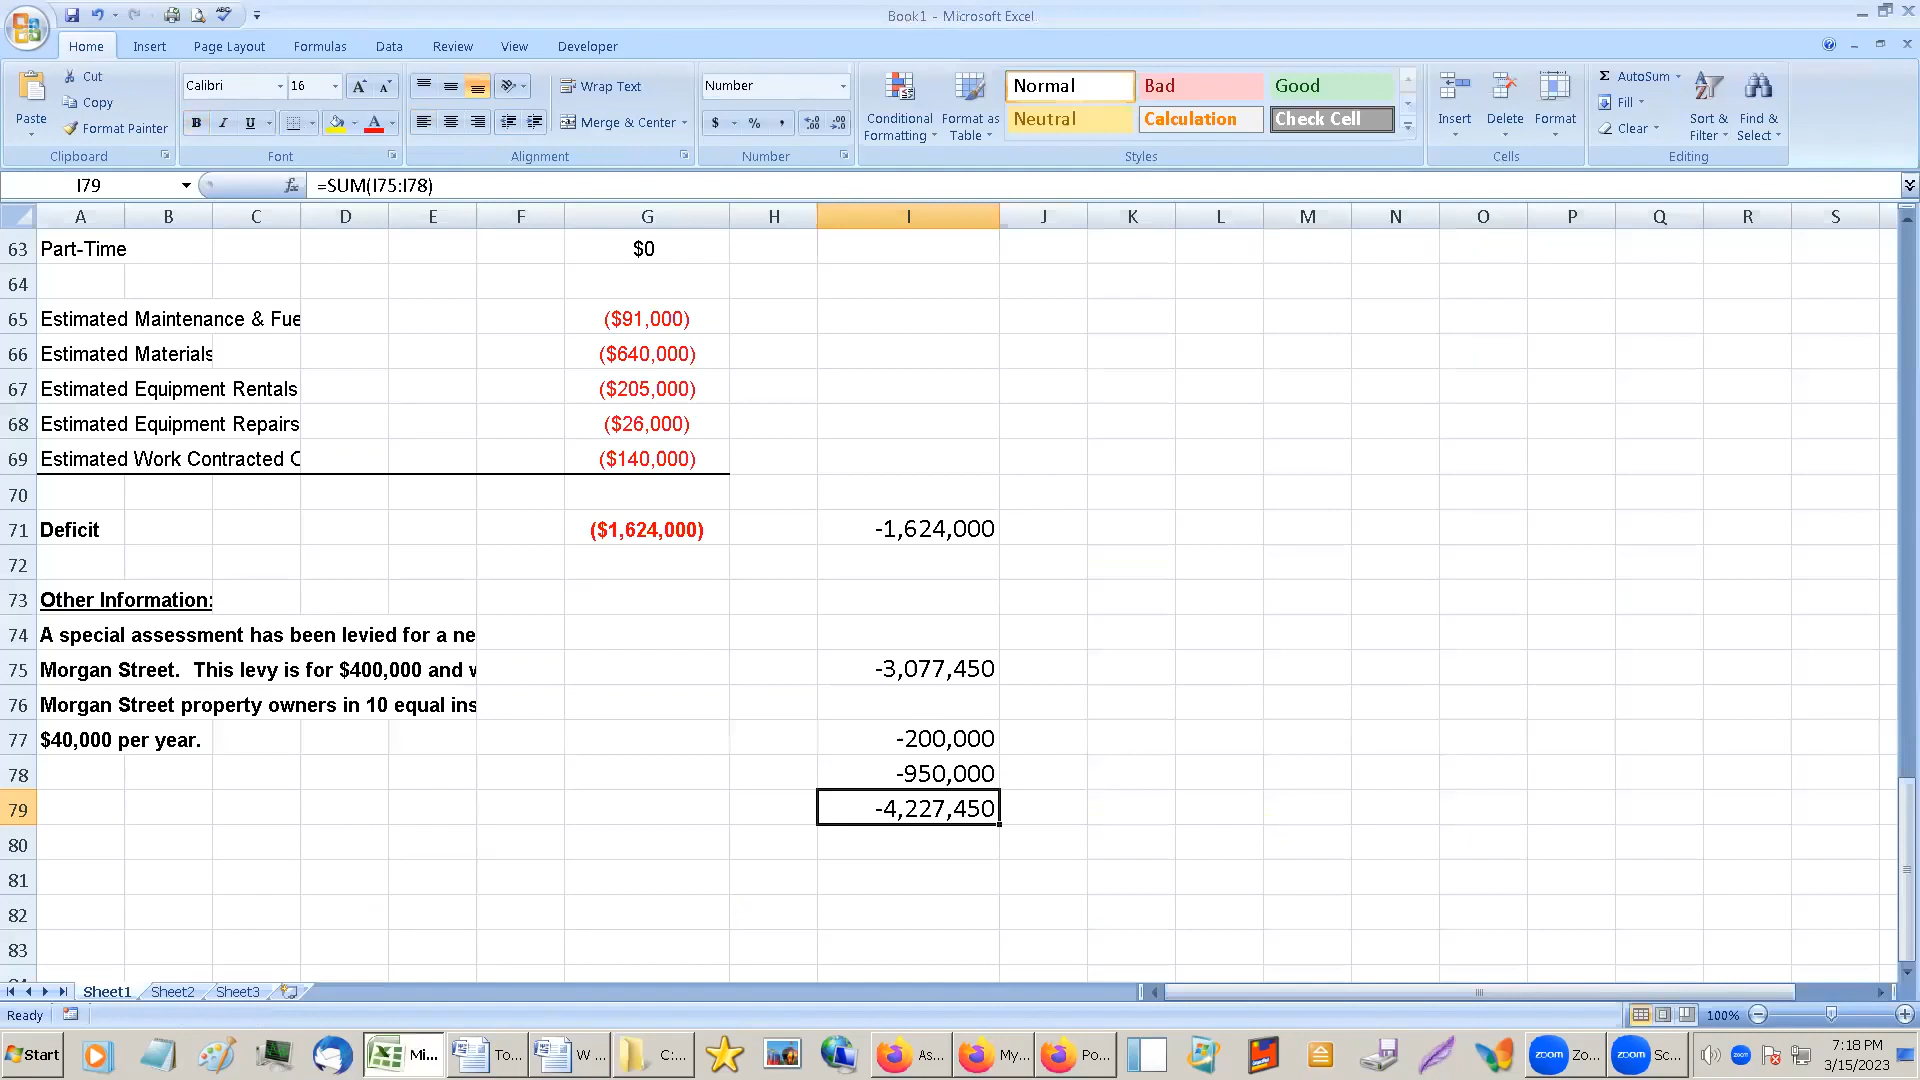 Book1 - Microsoft Excel
Home Insert Page Layout Formulas Data Review View Developer
Paste
Cut
Copy
Format Painter
Clipboard
Calibri 16
B I U
Font
Wrap Text
Merge & Center
Alignment
Number
$ % ,
Number
Conditional Formatting
Format as Table
Normal Bad Good
Neutral Calculation Check Cell
Styles
Insert Delete Format
Cells
Σ AutoSum
Fill
Clear
Sort & Filter
Find & Select
Editing
I79 fx =SUM(I75:I78)
A B C D E F G H I J K L M N O P Q R S
63 Part-Time $0
64
65 Estimated Maintenance & Fue ($91,000)
66 Estimated Materials ($640,000)
67 Estimated Equipment Rentals ($205,000)
68 Estimated Equipment Repairs ($26,000)
69 Estimated Work Contracted O ($140,000)
70
71 Deficit ($1,624,000) -1,624,000
72
73 Other Information:
74 A special assessment has been levied for a ne
75 Morgan Street. This levy is for $400,000 and w -3,077,450
76 Morgan Street property owners in 10 equal ins
77 $40,000 per year. -200,000
78 -950,000
79 -4,227,450
80
81
82
83
Sheet1 Sheet2 Sheet3
Ready 100%
Start Mi... To... W ... C:... As... My... Po... zoom Zo... zoom Sc... zoom 7:18 PM
3/15/2023